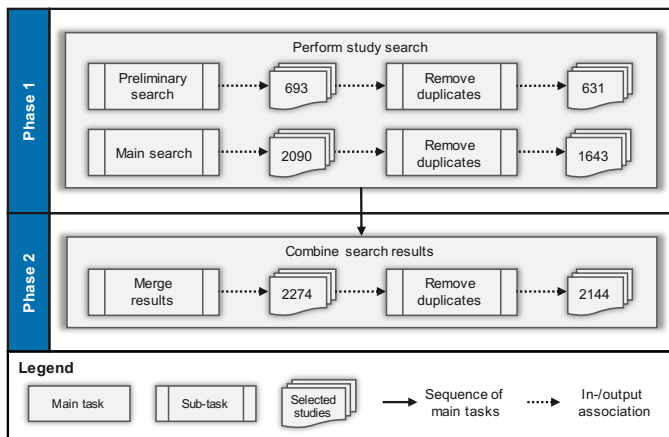 Phase 1
Perform study search
Preliminary
search
693
Remove
duplicates
631
Main search
2090
Remove
duplicates
1643
Phase 2
Combine search results
Merge
results
2274
Remove
duplicates
2144
Legend
Main task
Sub-task
Selected
studies
Sequence of
main tasks
In-/output
association